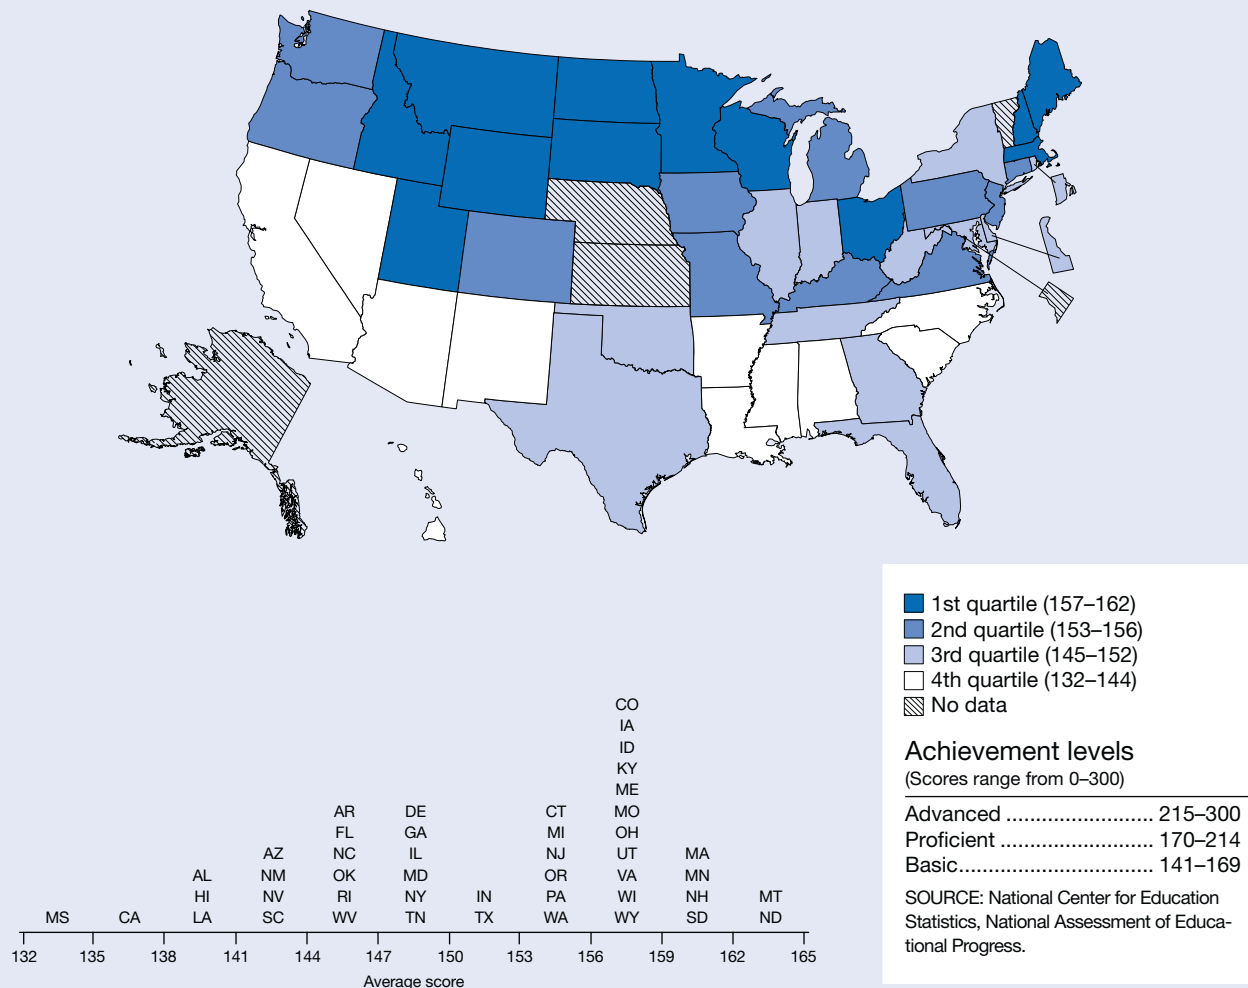 1st quartile (157–162)
2nd quartile (153–156)
3rd quartile (145–152)
4th quartile (132–144)
No data
Achievement levels
(Scores range from 0–300)
Advanced ............................ 215–300
Proficient ............................ 170–214
Basic................................... 141–169
SOURCE: National Center for Education
Statistics, National Assessment of Educa-
tional Progress.
CO
IA
ID
KY
ME
AR DE CT MO
FL GA MI OH
AZ NC IL NJ UT MA
AL NM OK MD OR VA MN
HI NV RI NY IN PA WI NH MT
MS CA LA SC WV TN TX WA WY SD ND
132 135 138 141 144 147 150 153 156 159 162 165
Average score